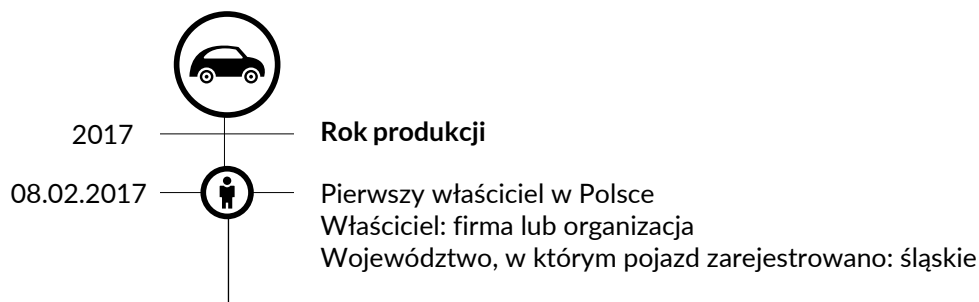 2017 Rok produkcji
08.02.2017 Pierwszy właściciel w Polsce
Właściciel: firma lub organizacja
Województwo, w którym pojazd zarejestrowano: śląskie